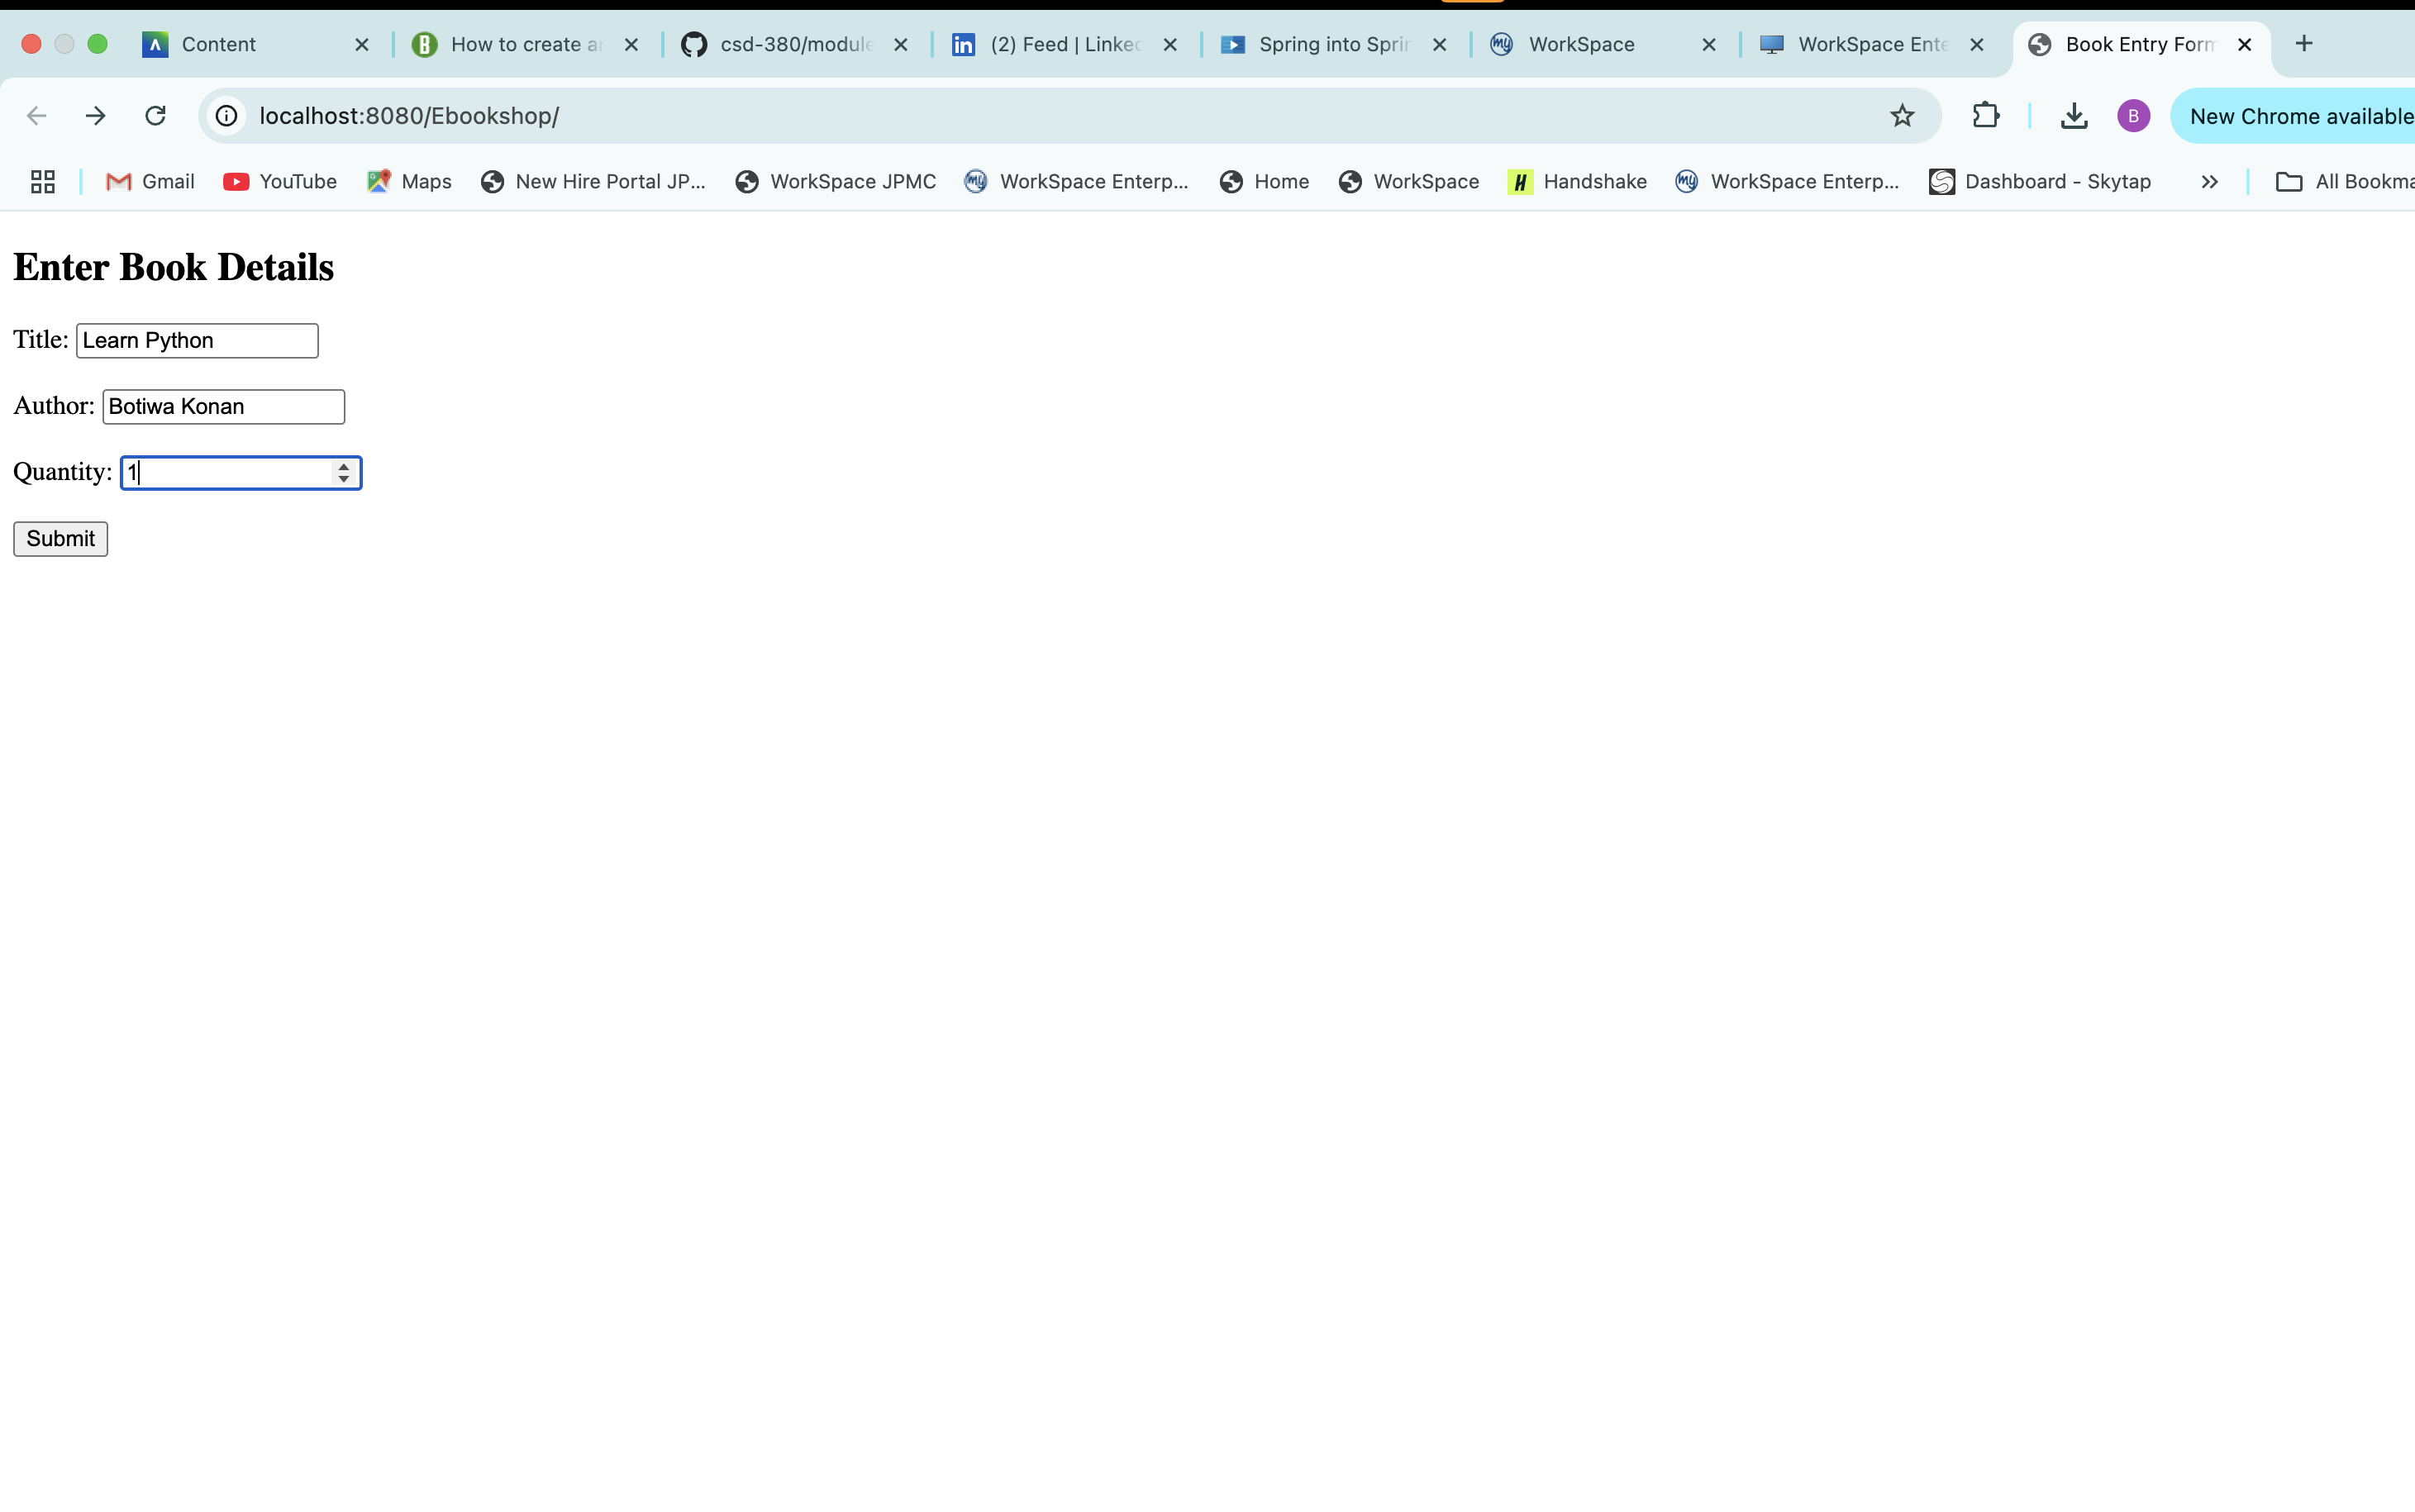 Content
How to create ar
csd-380/module
(2) Feed | Linked
Spring into Sprin
WorkSpace
WorkSpace Ente
Book Entry Form
localhost:8080/Ebookshop/
B
New Chrome available
Gmail
YouTube
Maps
New Hire Portal JP...
WorkSpace JPMC
WorkSpace Enterp...
Home
WorkSpace
Handshake
WorkSpace Enterp...
Dashboard - Skytap
All Bookma
Enter Book Details
Title: Learn Python
Author: Botiwa Konan
Quantity: 1
Submit